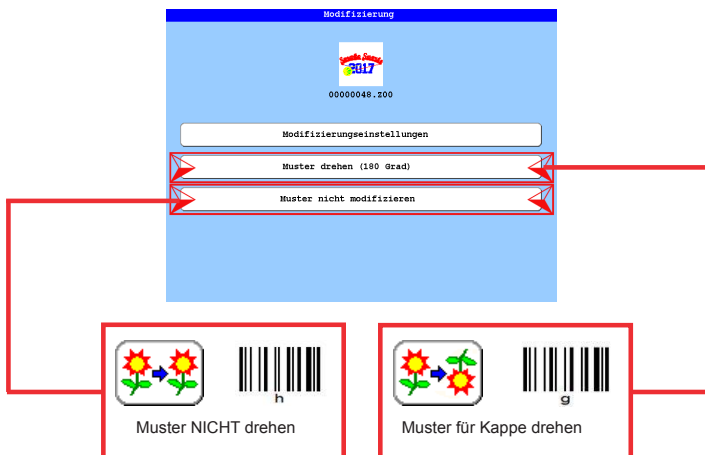 Modifizierung
2017
00000048.Z00
Modifizierungseinstellungen
Muster drehen (180 Grad)
Muster nicht modifizieren
h
g
Muster NICHT drehen
Muster für Kappe drehen